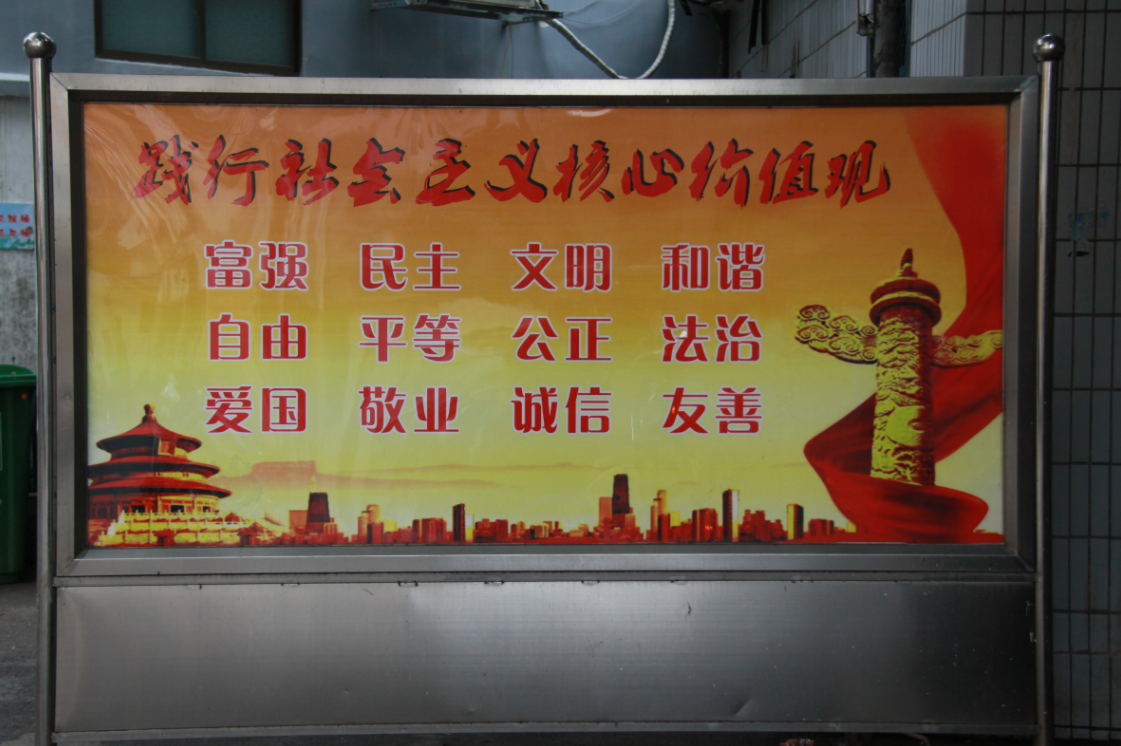 践行社会主义核心价值观
富强 民主 文明 和谐
自由 平等 公正 法治
爱国 敬业 诚信 友善